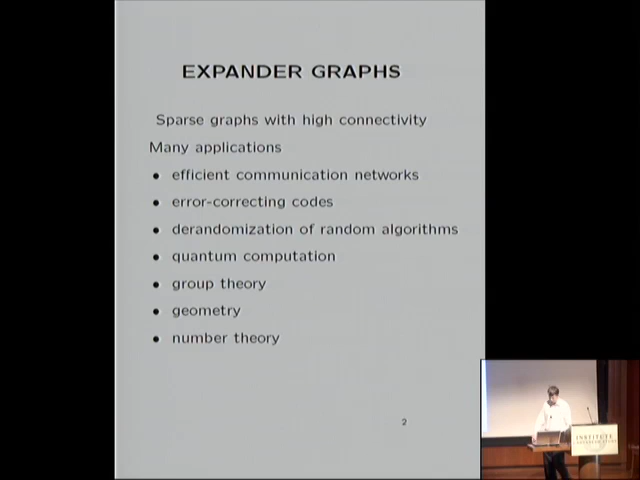 EXPANDER GRAPHS
Sparse graphs with high connectivity
Many applications
• efficient communication networks
• error-correcting codes
• derandomization of random algorithms
• quantum computation
• group theory
• geometry
• number theory
2
INSTITUTE